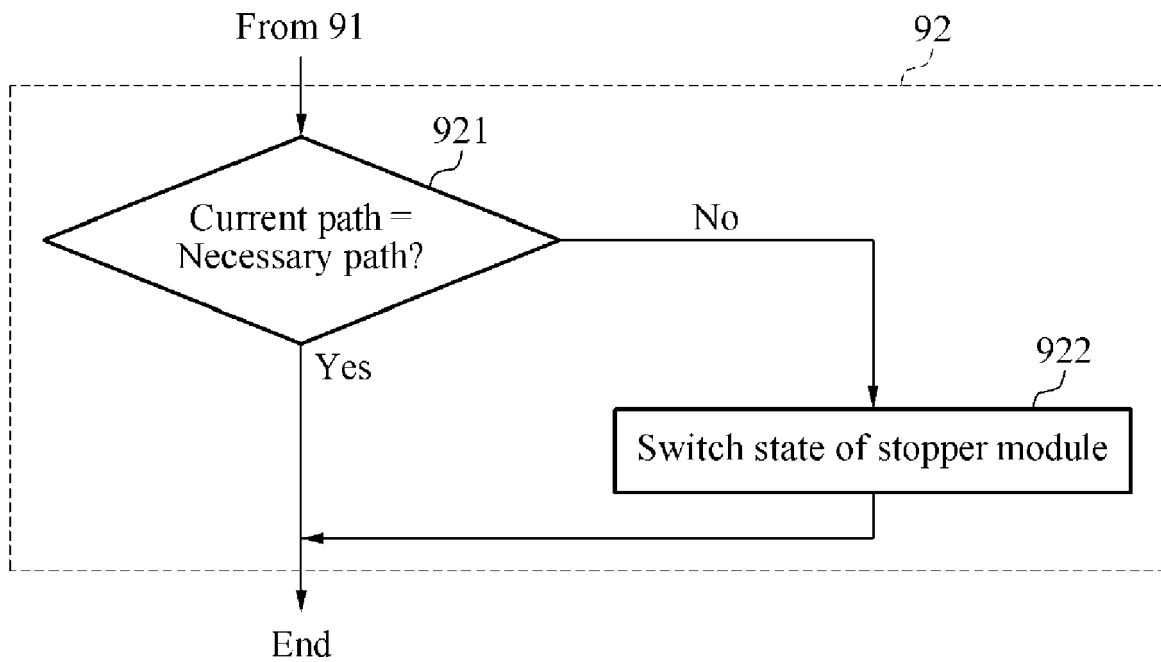 From 91
92
921
Current path =
Necessary path?
No
Yes
922
Switch state of stopper module
End